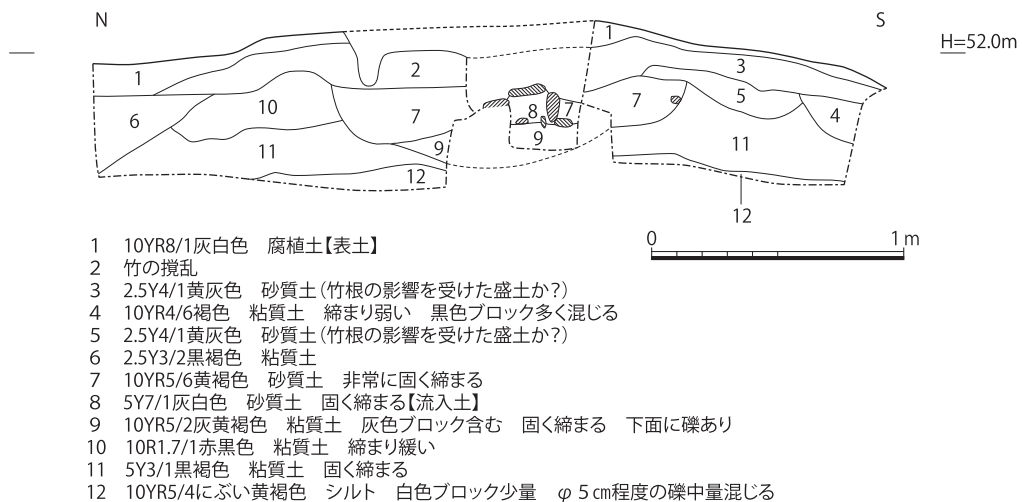 N
S
H=52.0m
1
1
2
3
10
7
8
7
7
5
6
4
9
9
11
11
12
12
0
1 m
1 10YR8/1灰白色 腐植土【表土】
2 竹の撹乱
3 2.5Y4/1黄灰色 砂質土(竹根の影響を受けた盛土か?)
4 10YR4/6褐色 粘質土 締まり弱い 黒色ブロック多く混じる
5 2.5Y4/1黄灰色 砂質土(竹根の影響を受けた盛土か?)
6 2.5Y3/2黒褐色 粘質土
7 10YR5/6黄褐色 砂質土 非常に固く締まる
8 5Y7/1灰白色 砂質土 固く締まる【流入土】
9 10YR5/2灰黄褐色 粘質土 灰色ブロック含む 固く締まる 下面に礫あり
10 10R1.7/1赤黒色 粘質土 締まり緩い
11 5Y3/1黒褐色 粘質土 固く締まる
12 10YR5/4にぶい黄褐色 シルト 白色ブロック少量 φ5㎝程度の礫中量混じる